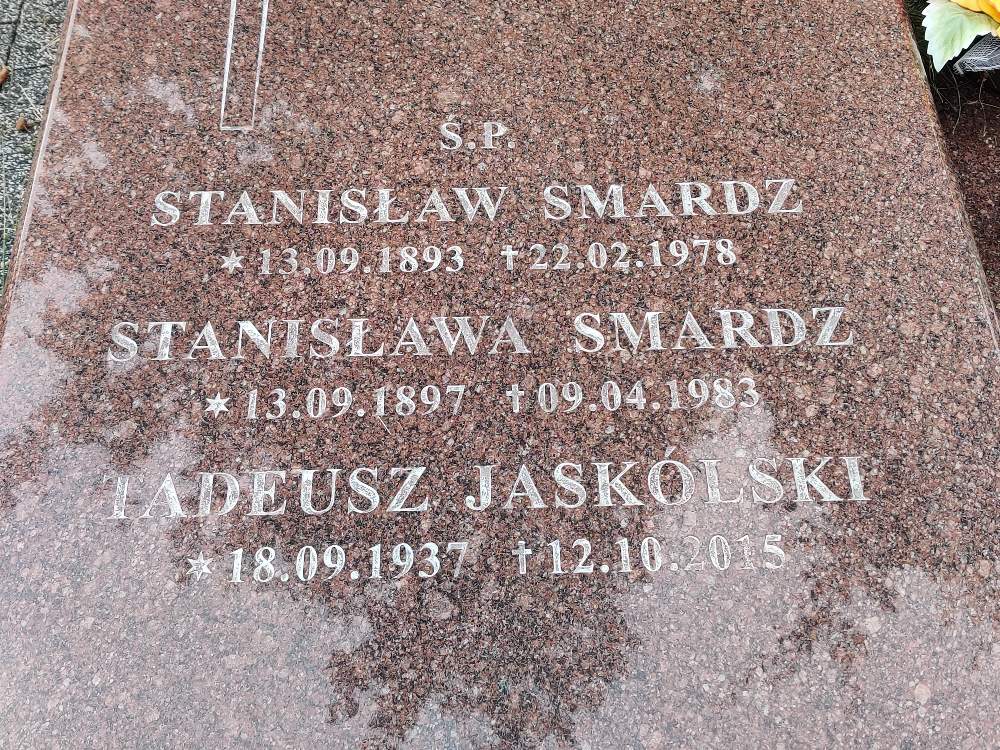 Ś.P.
STANISŁAW SMARDZ
* 13.09.1893 †22.02.1978
STANISŁAWA SMARDZ
* 13.09.1897 †09.04.1983
TADEUSZ JASKÓLSKI
* 18.09.1937 †12.10.2015